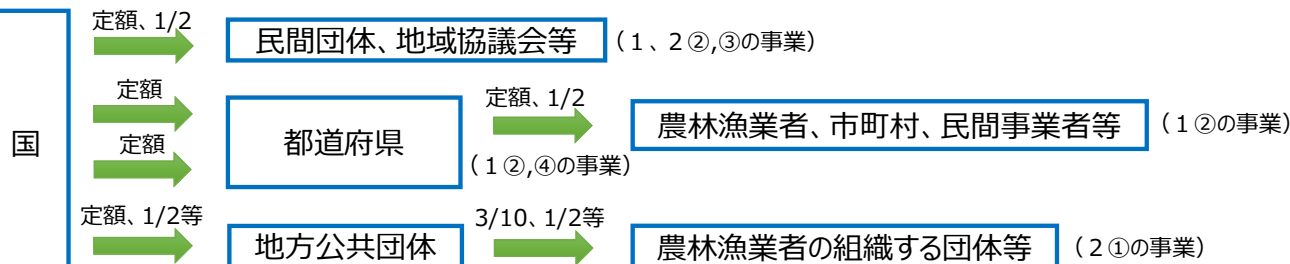 定額、1/2
民間団体、地域協議会等
（１、２②,③の事業）
国
定額
定額
都道府県
（１②,④の事業）
定額、1/2
農林漁業者、市町村、民間事業者等
（１②の事業）
定額、1/2等
地方公共団体
3/10、1/2等
農林漁業者の組織する団体等
（２①の事業）